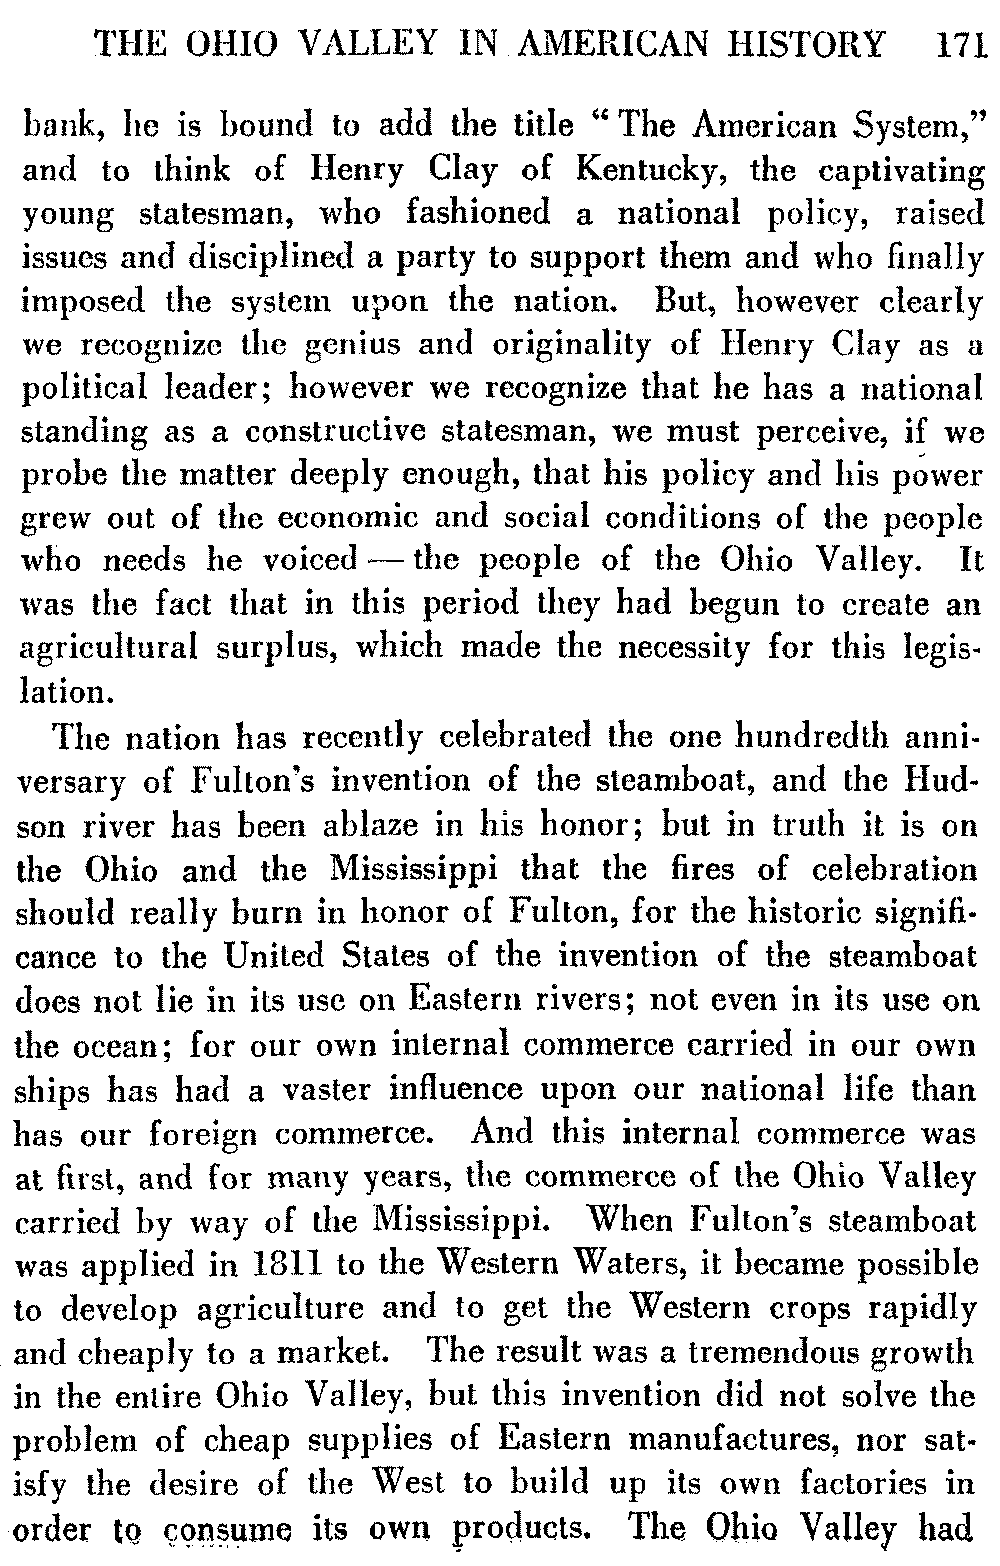 THE OHIO VALLEY IN AMERICAN HISTORY 171
bank, he is bound to add the title “The American System,”
and to think of Henry Clay of Kentucky, the captivating
young statesman, who fashioned a national policy, raised
issues and disciplined a party to support them and who finally
imposed the system upon the nation. But, however clearly
we recognize the genius and originality of Henry Clay as a
political leader; however we recognize that he has a national
standing as a constructive statesman, we must perceive, if we
probe the matter deeply enough, that his policy and his power
grew out of the economic and social conditions of the people
who needs he voiced — the people of the Ohio Valley. It
was the fact that in this period they had begun to create an
agricultural surplus, which made the necessity for this legis-
lation.
The nation has recently celebrated the one hundredth anni-
versary of Fulton's invention of the steamboat, and the Hud-
son river has been ablaze in his honor; but in truth it is on
the Ohio and the Mississippi that the fires of celebration
should really burn in honor of Fulton, for the historic signifi-
cance to the United States of the invention of the steamboat
does not lie in its use on Eastern rivers; not even in its use on
the ocean; for our own internal commerce carried in our own
ships has had a vaster influence upon our national life than
has our foreign commerce. And this internal commerce was
at first, and for many years, the commerce of the Ohio Valley
carried by way of the Mississippi. When Fulton's steamboat
was applied in 1811 to the Western Waters, it became possible
to develop agriculture and to get the Western crops rapidly
and cheaply to a market. The result was a tremendous growth
in the entire Ohio Valley, but this invention did not solve the
problem of cheap supplies of Eastern manufactures, nor sat-
isfy the desire of the West to build up its own factories in
order to consume its own products. The Ohio Valley had